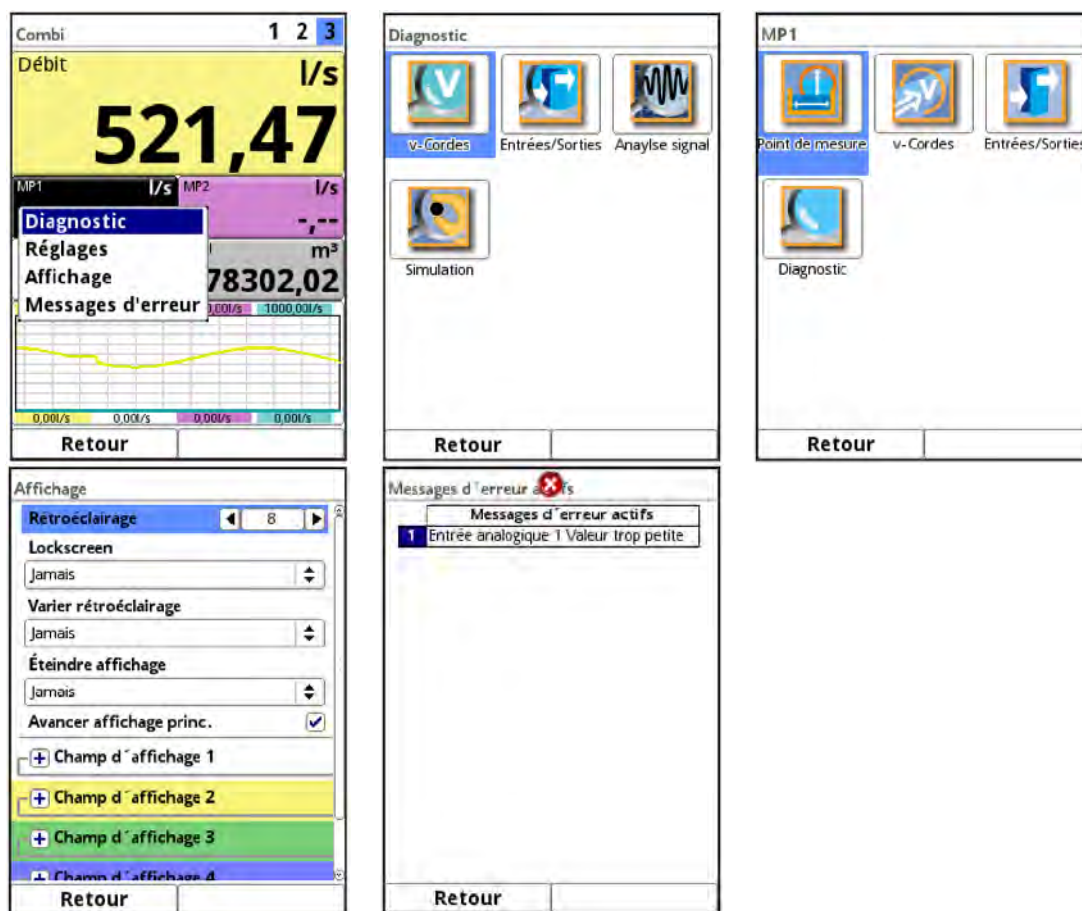 Combi 1 2 3
Débit l/s
521,47
MP1 l/s MP2 l/s
-,--
Diagnostic
Réglages
Affichage
Messages d'erreur
m³
78302,02
1000,00l/s
0,00l/s 0,00l/s 0,00l/s 0,00l/s
Retour
Diagnostic
v-Cordes Entrées/Sorties Anaylse signal
Simulation
Retour
MP1
Point de mesure v-Cordes Entrées/Sorties
Diagnostic
Retour
Affichage
Rétroéclairage 8
Lockscreen
Jamais
Varier rétroéclairage
Jamais
Éteindre affichage
Jamais
Avancer affichage princ.
Champ d´affichage 1
Champ d´affichage 2
Champ d´affichage 3
Champ d´affichage 4
Retour
Messages d´erreur
Messages d´erreur actifs
1 Entrée analogique 1 Valeur trop petite
Retour